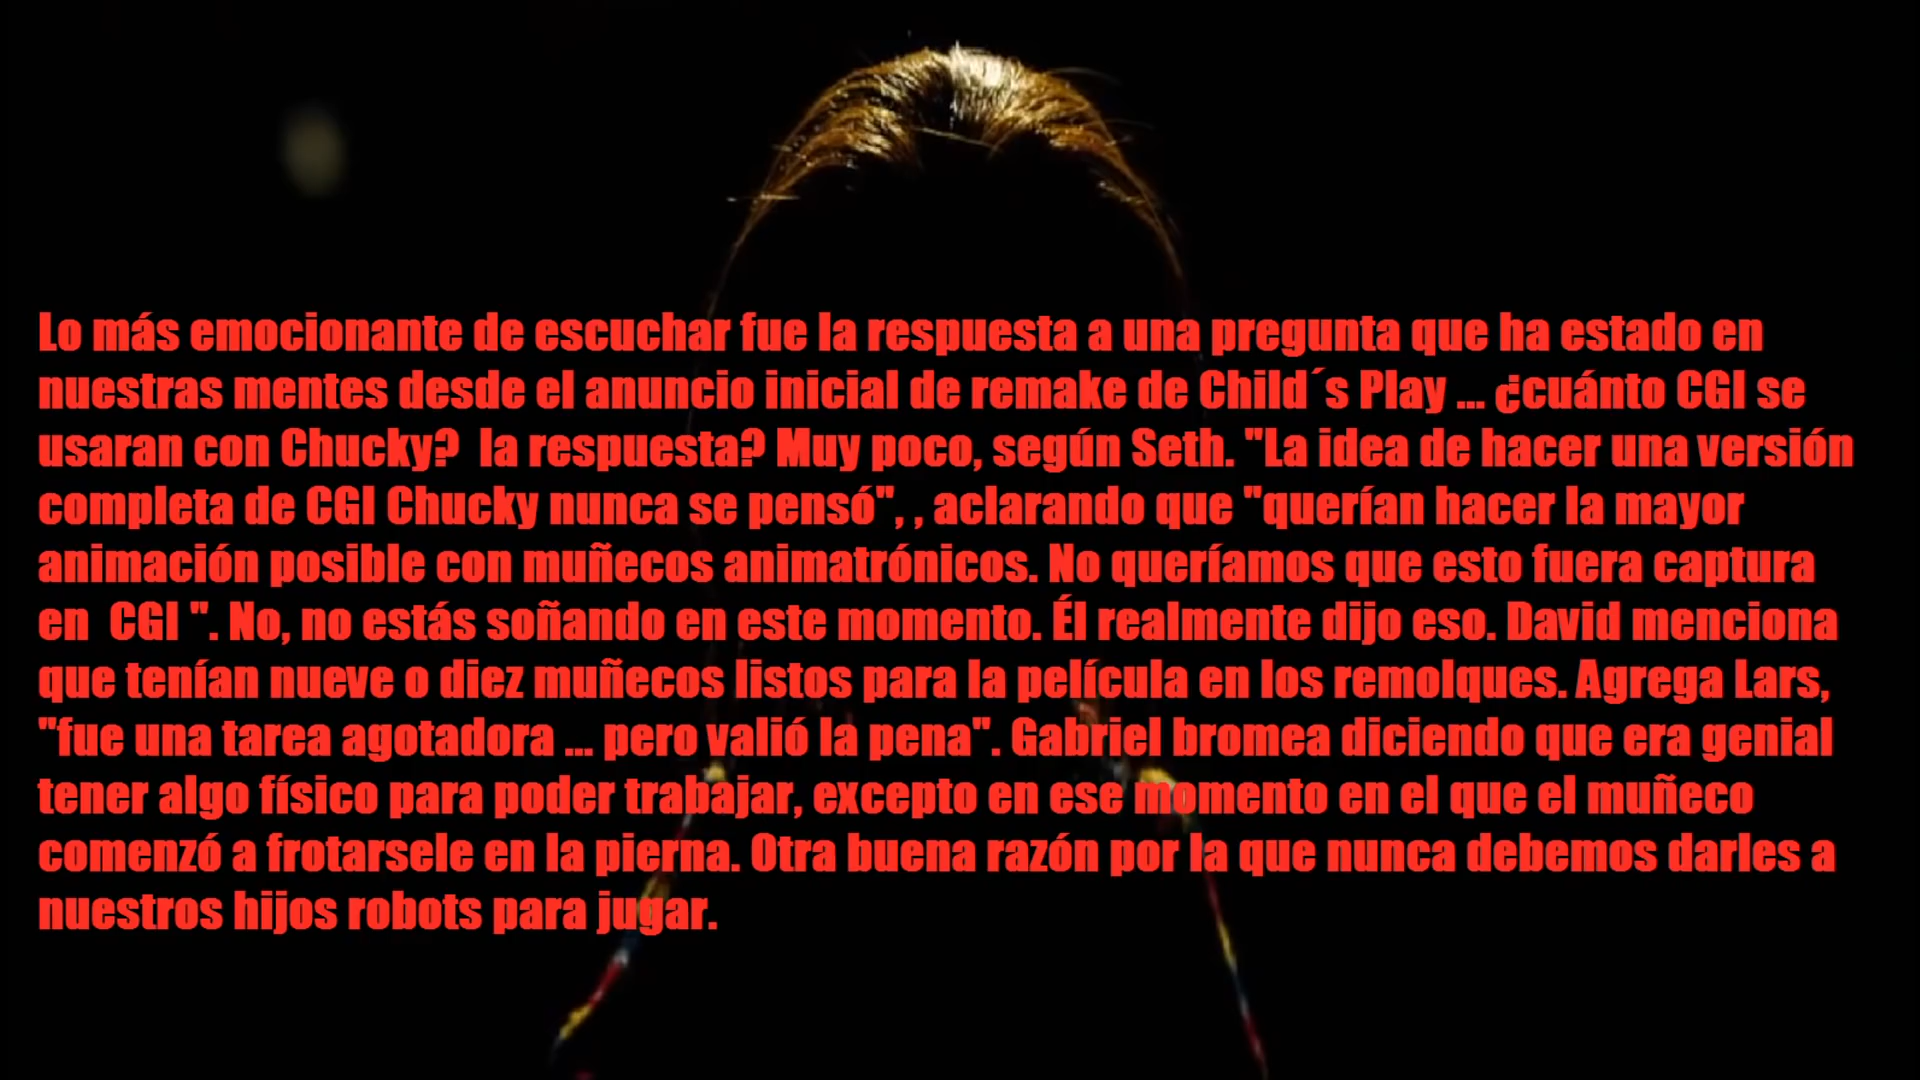 Lo más emocionante de escuchar fue la respuesta a una pregunta que ha estado en
nuestras mentes desde el anuncio inicial de remake de Child´s Play ... ¿cuánto CGI se
usaran con Chucky?  la respuesta? Muy poco, según Seth. "La idea de hacer una versión
completa de CGI Chucky nunca se pensó", , aclarando que "querían hacer la mayor
animación posible con muñecos animatrónicos. No queríamos que esto fuera captura
en  CGI ". No, no estás soñando en este momento. Él realmente dijo eso. David menciona
que tenían nueve o diez muñecos listos para la película en los remolques. Agrega Lars,
"fue una tarea agotadora ... pero valió la pena". Gabriel bromea diciendo que era genial
tener algo físico para poder trabajar, excepto en ese momento en el que el muñeco
comenzó a frotarsele en la pierna. Otra buena razón por la que nunca debemos darles a
nuestros hijos robots para jugar.